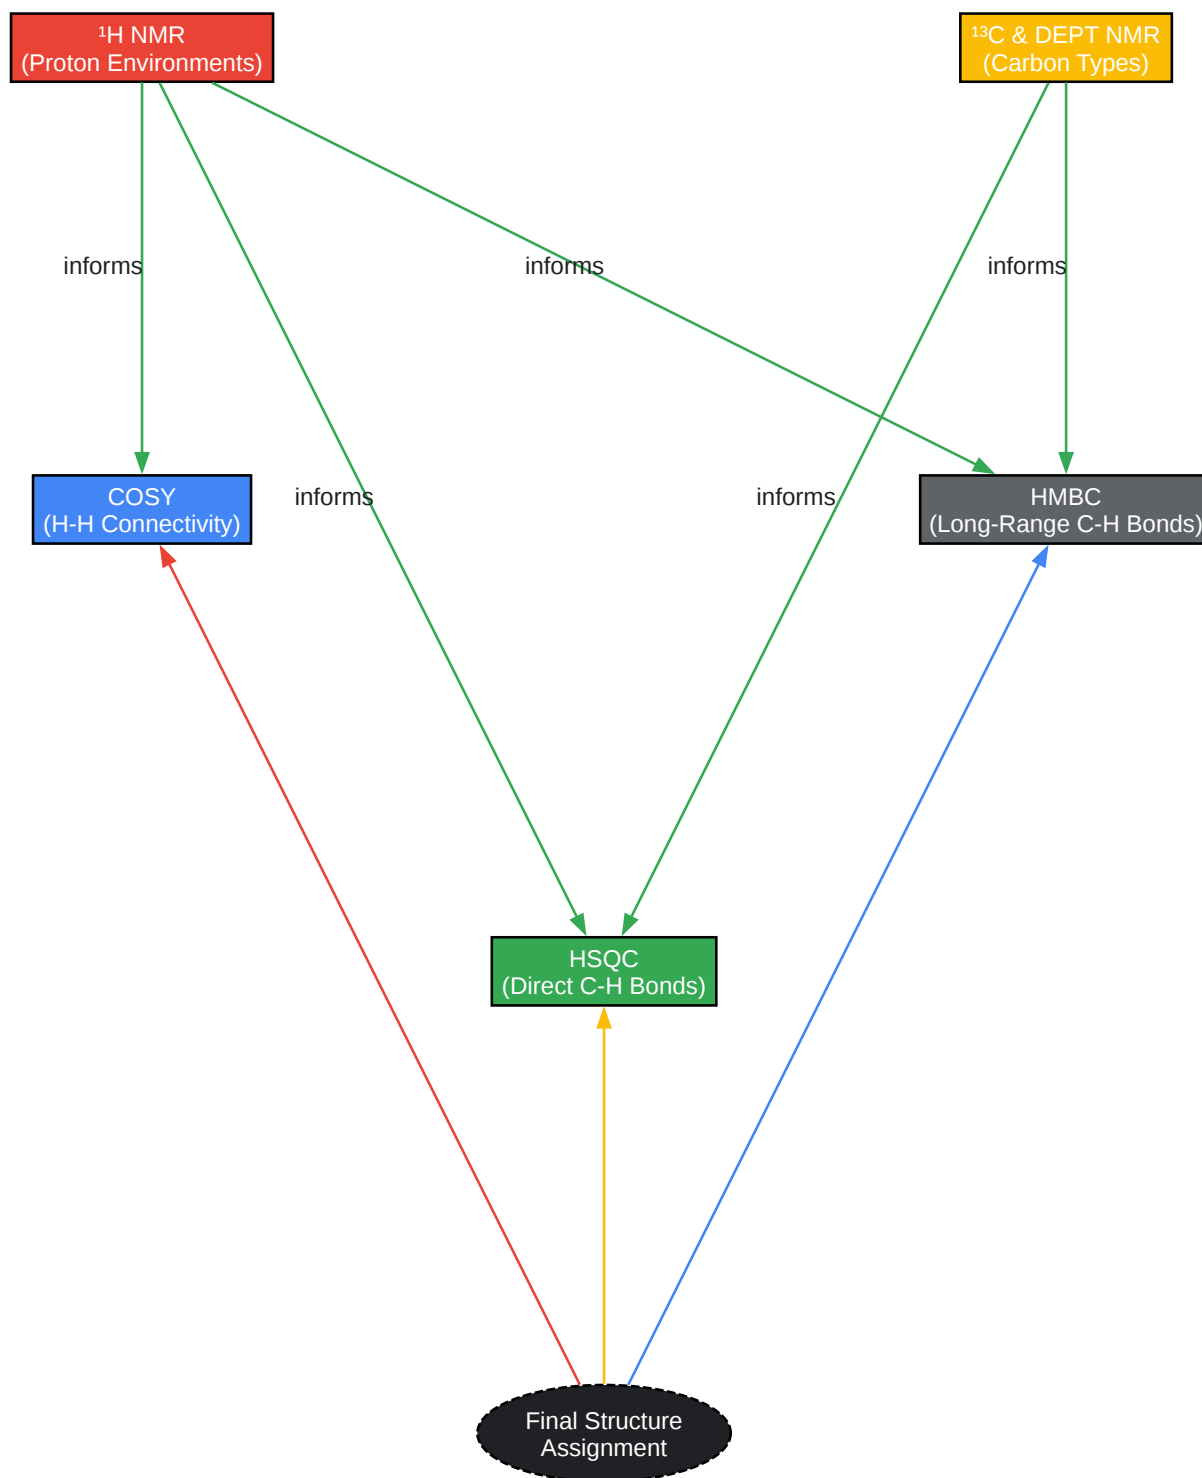 ¹H NMR
(Proton Environments)
¹³C & DEPT NMR
(Carbon Types)
informs
informs
informs
COSY
(H-H Connectivity)
informs
informs
HMBC
(Long-Range C-H Bonds)
HSQC
(Direct C-H Bonds)
Final Structure
Assignment